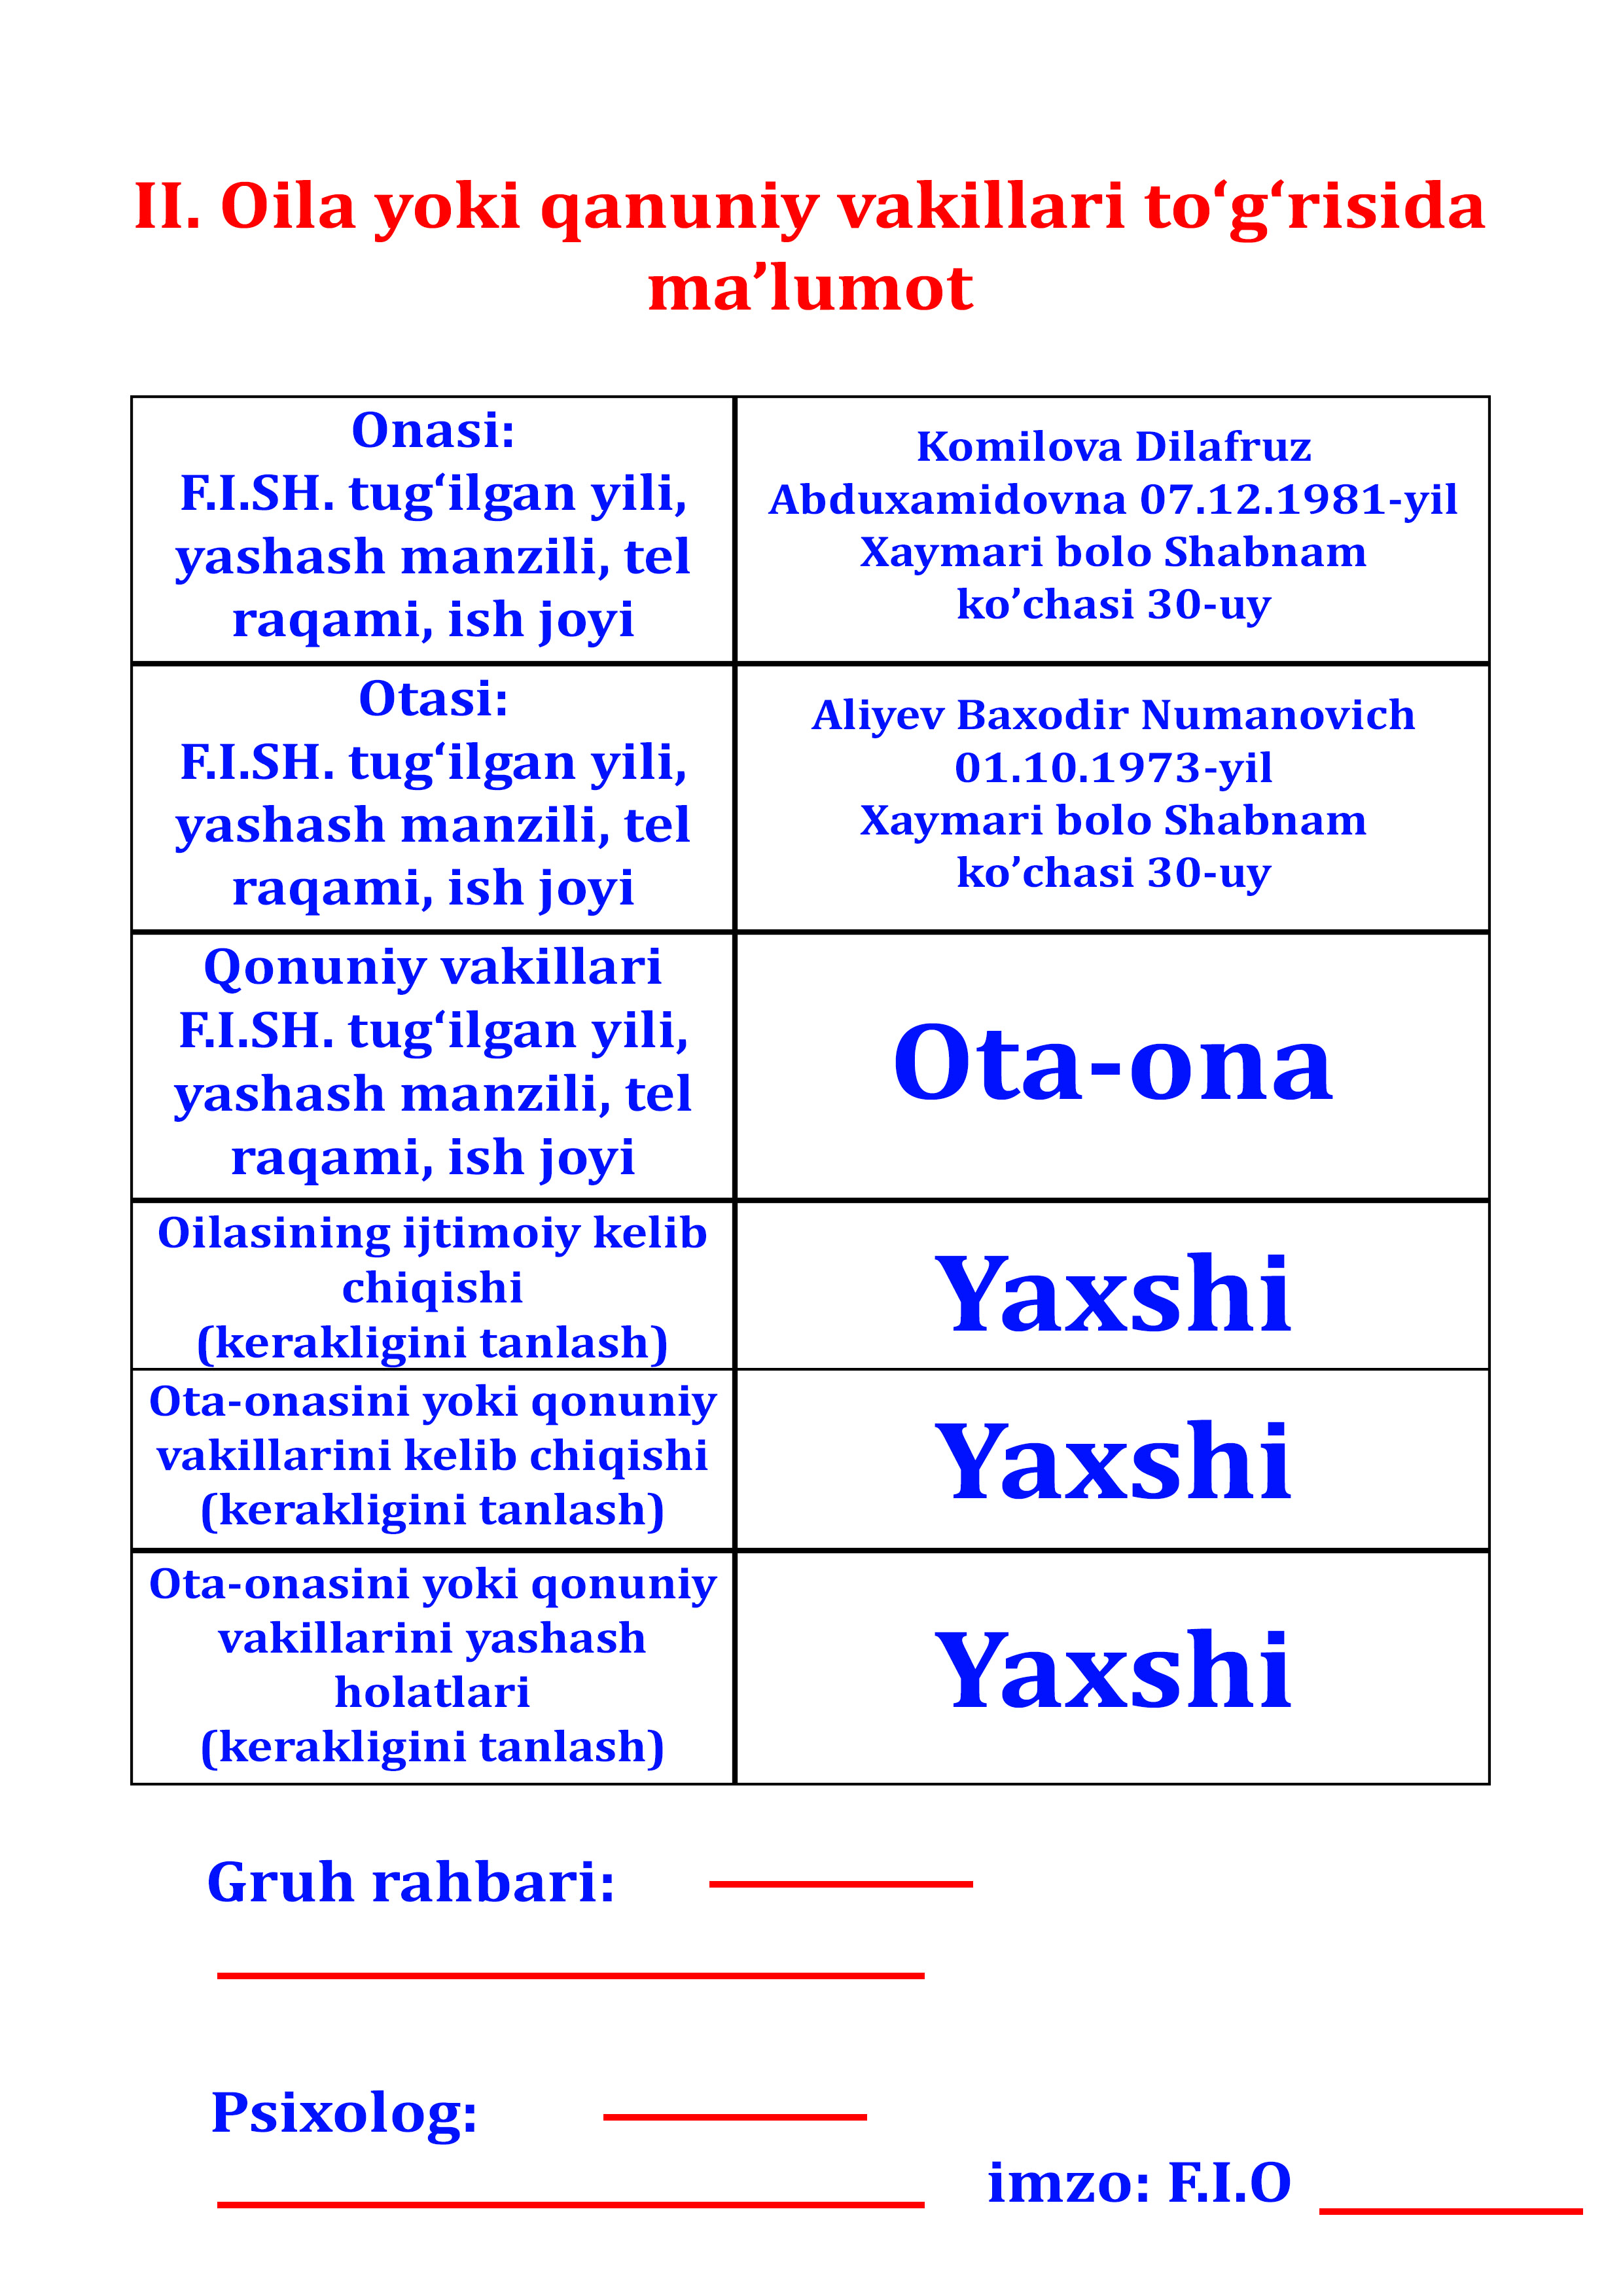 II. Oila yoki qanuniy vakillari to‘g‘risida
ma’lumot
Onasi:
F.I.SH. tug‘ilgan yili,
yashash manzili, tel
raqami, ish joyi
Komilova Dilafruz
Abduxamidovna 07.12.1981-yil
Xaymari bolo Shabnam
ko’chasi 30-uy
Otasi:
F.I.SH. tug‘ilgan yili,
yashash manzili, tel
raqami, ish joyi
Aliyev Baxodir Numanovich
01.10.1973-yil
Xaymari bolo Shabnam
ko’chasi 30-uy
Qonuniy vakillari
F.I.SH. tug‘ilgan yili,
yashash manzili, tel
raqami, ish joyi
Ota-ona
Oilasining ijtimoiy kelib
chiqishi
(kerakligini tanlash)
Yaxshi
Ota-onasini yoki qonuniy
vakillarini kelib chiqishi
(kerakligini tanlash)
Yaxshi
Ota-onasini yoki qonuniy
vakillarini yashash
holatlari
(kerakligini tanlash)
Yaxshi
Gruh rahbari:
Psixolog:
imzo: F.I.O